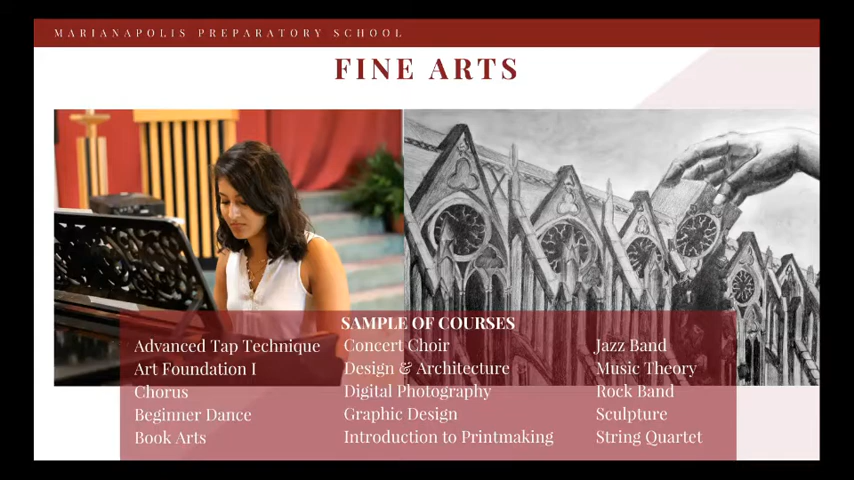 MARIANAPOLIS PREPARATORY SCHOOL
FINE ARTS
SAMPLE OF COURSES
Advanced Tap Technique
Art Foundation I
Chorus
Beginner Dance
Book Arts
Concert Choir
Design & Architecture
Digital Photography
Graphic Design
Introduction to Printmaking
Jazz Band
Music Theory
Rock Band
Sculpture
String Quartet